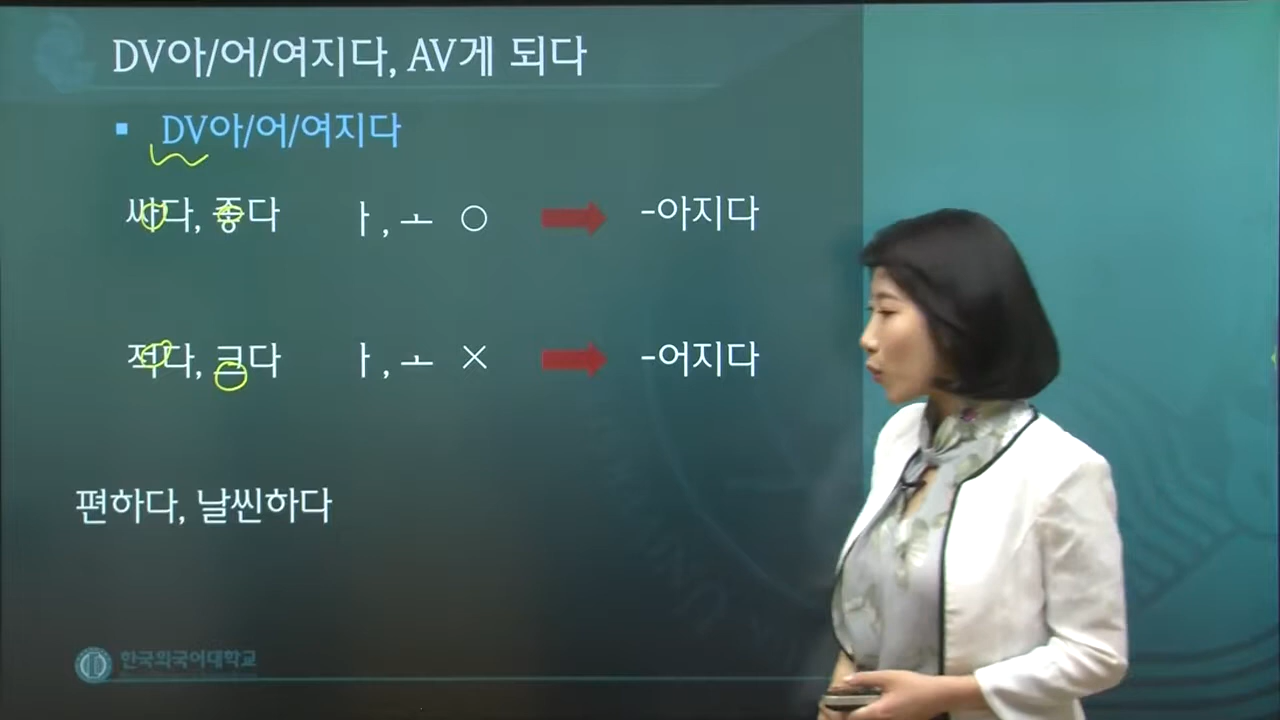 DV아/어/여지다, AV게 되다
▪ DV아/어/여지다
싸다, 좋다 ㅏ,ㅗ ○ -아지다
적다, 크다 ㅏ,ㅗ × -어지다
편하다, 날씬하다
한국외국어대학교